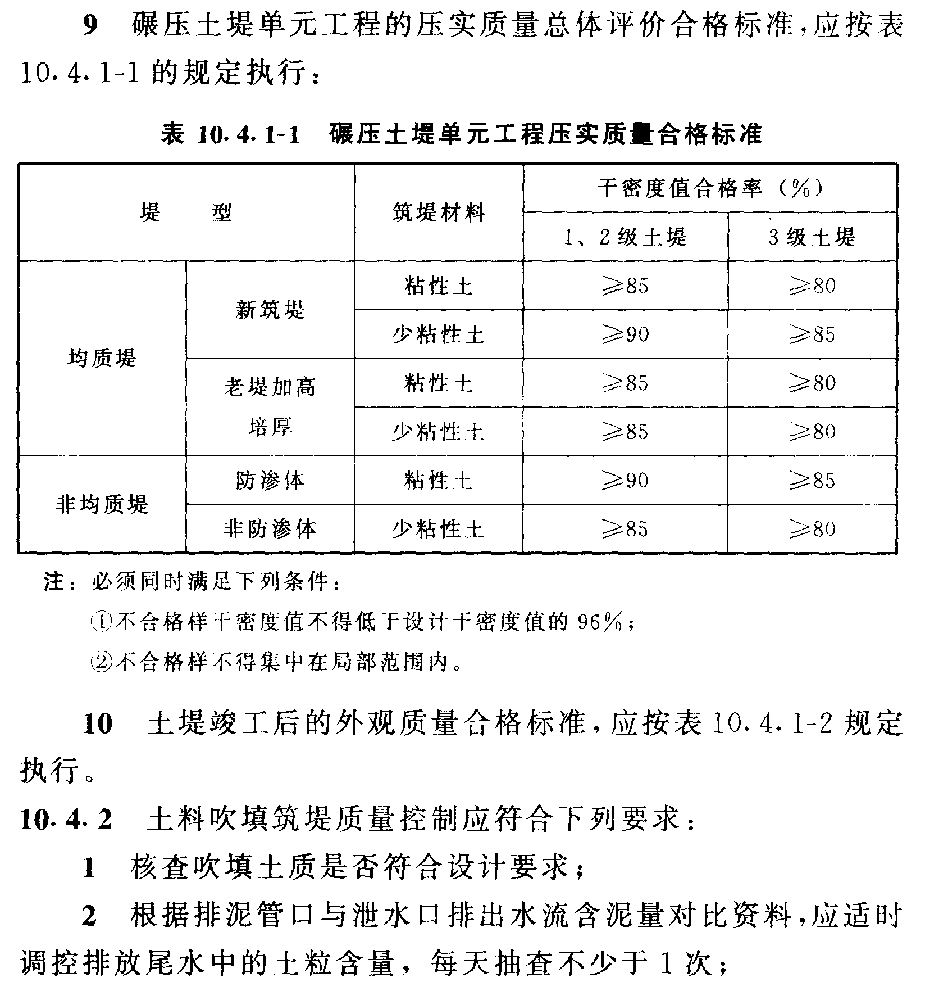 9 碾压土堤单元工程的压实质量总体评价合格标准,应按表
10.4.1-1的规定执行:
表 10.4.1-1 碾压土堤单元工程压实质量合格标准
堤 型 筑堤材料 干密度值合格率(%)
1、2级土堤 3级土堤
均质堤 新筑堤 粘性土 ≥85 ≥80
少粘性土 ≥90 ≥85
老堤加高
培厚 粘性土 ≥85 ≥80
少粘性土 ≥85 ≥80
非均质堤 防渗体 粘性土 ≥90 ≥85
非防渗体 少粘性土 ≥85 ≥80
注:必须同时满足下列条件:
①不合格样干密度值不得低于设计干密度值的96%;
②不合格样不得集中在局部范围内。
10 土堤竣工后的外观质量合格标准,应按表10.4.1-2规定
执行。
10.4.2 土料吹填筑堤质量控制应符合下列要求:
1 核查吹填土质是否符合设计要求;
2 根据排泥管口与泄水口排出水流含泥量对比资料,应适时
调控排放尾水中的土粒含量,每天抽查不少于1次;